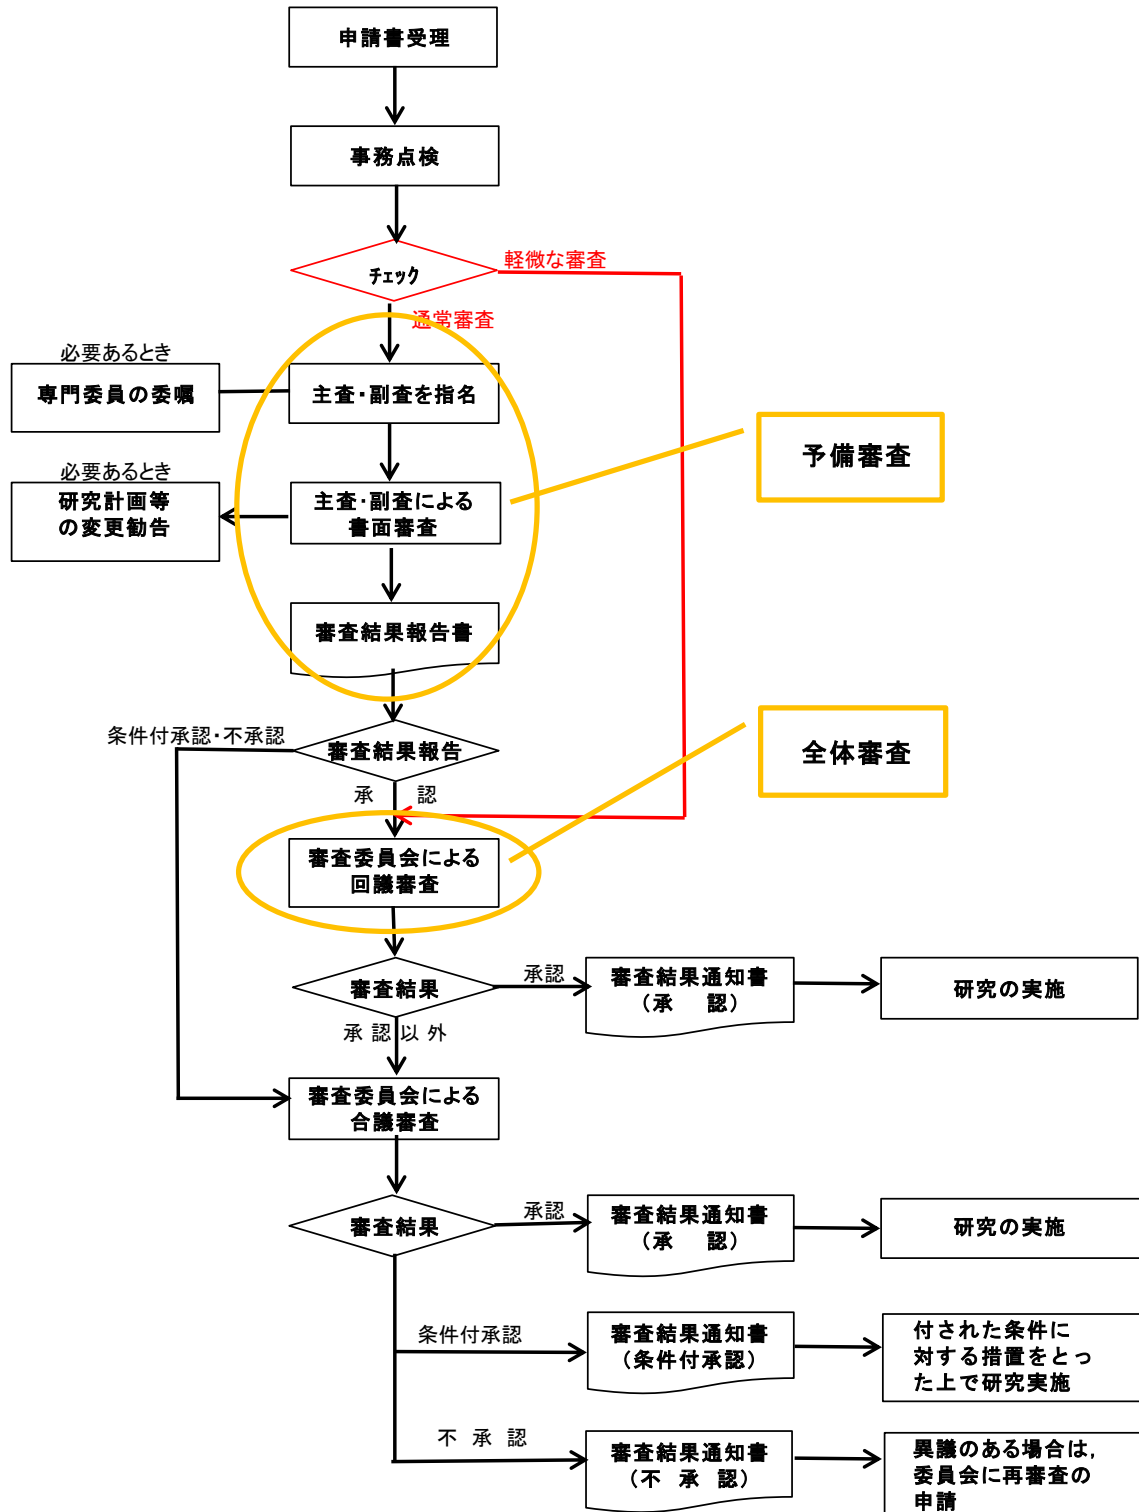 申請書受理
事務点検
チェック
軽微な審査
通常審査
必要あるとき
専門委員の委嘱
主査・副査を指名
予備審査
必要あるとき
研究計画等
の変更勧告
主査・副査による
書面審査
審査結果報告書
条件付承認・不承認
審査結果報告
全体審査
承　認
審査委員会による
回議審査
審査結果
承認
審査結果通知書
（承　認）
研究の実施
承認以外
審査委員会による
合議審査
審査結果
承認
審査結果通知書
（承　認）
研究の実施
条件付承認
審査結果通知書
（条件付承認）
付された条件に
対する措置をとっ
た上で研究実施
不承認
審査結果通知書
（不承認）
異議のある場合は，
委員会に再審査の
申請